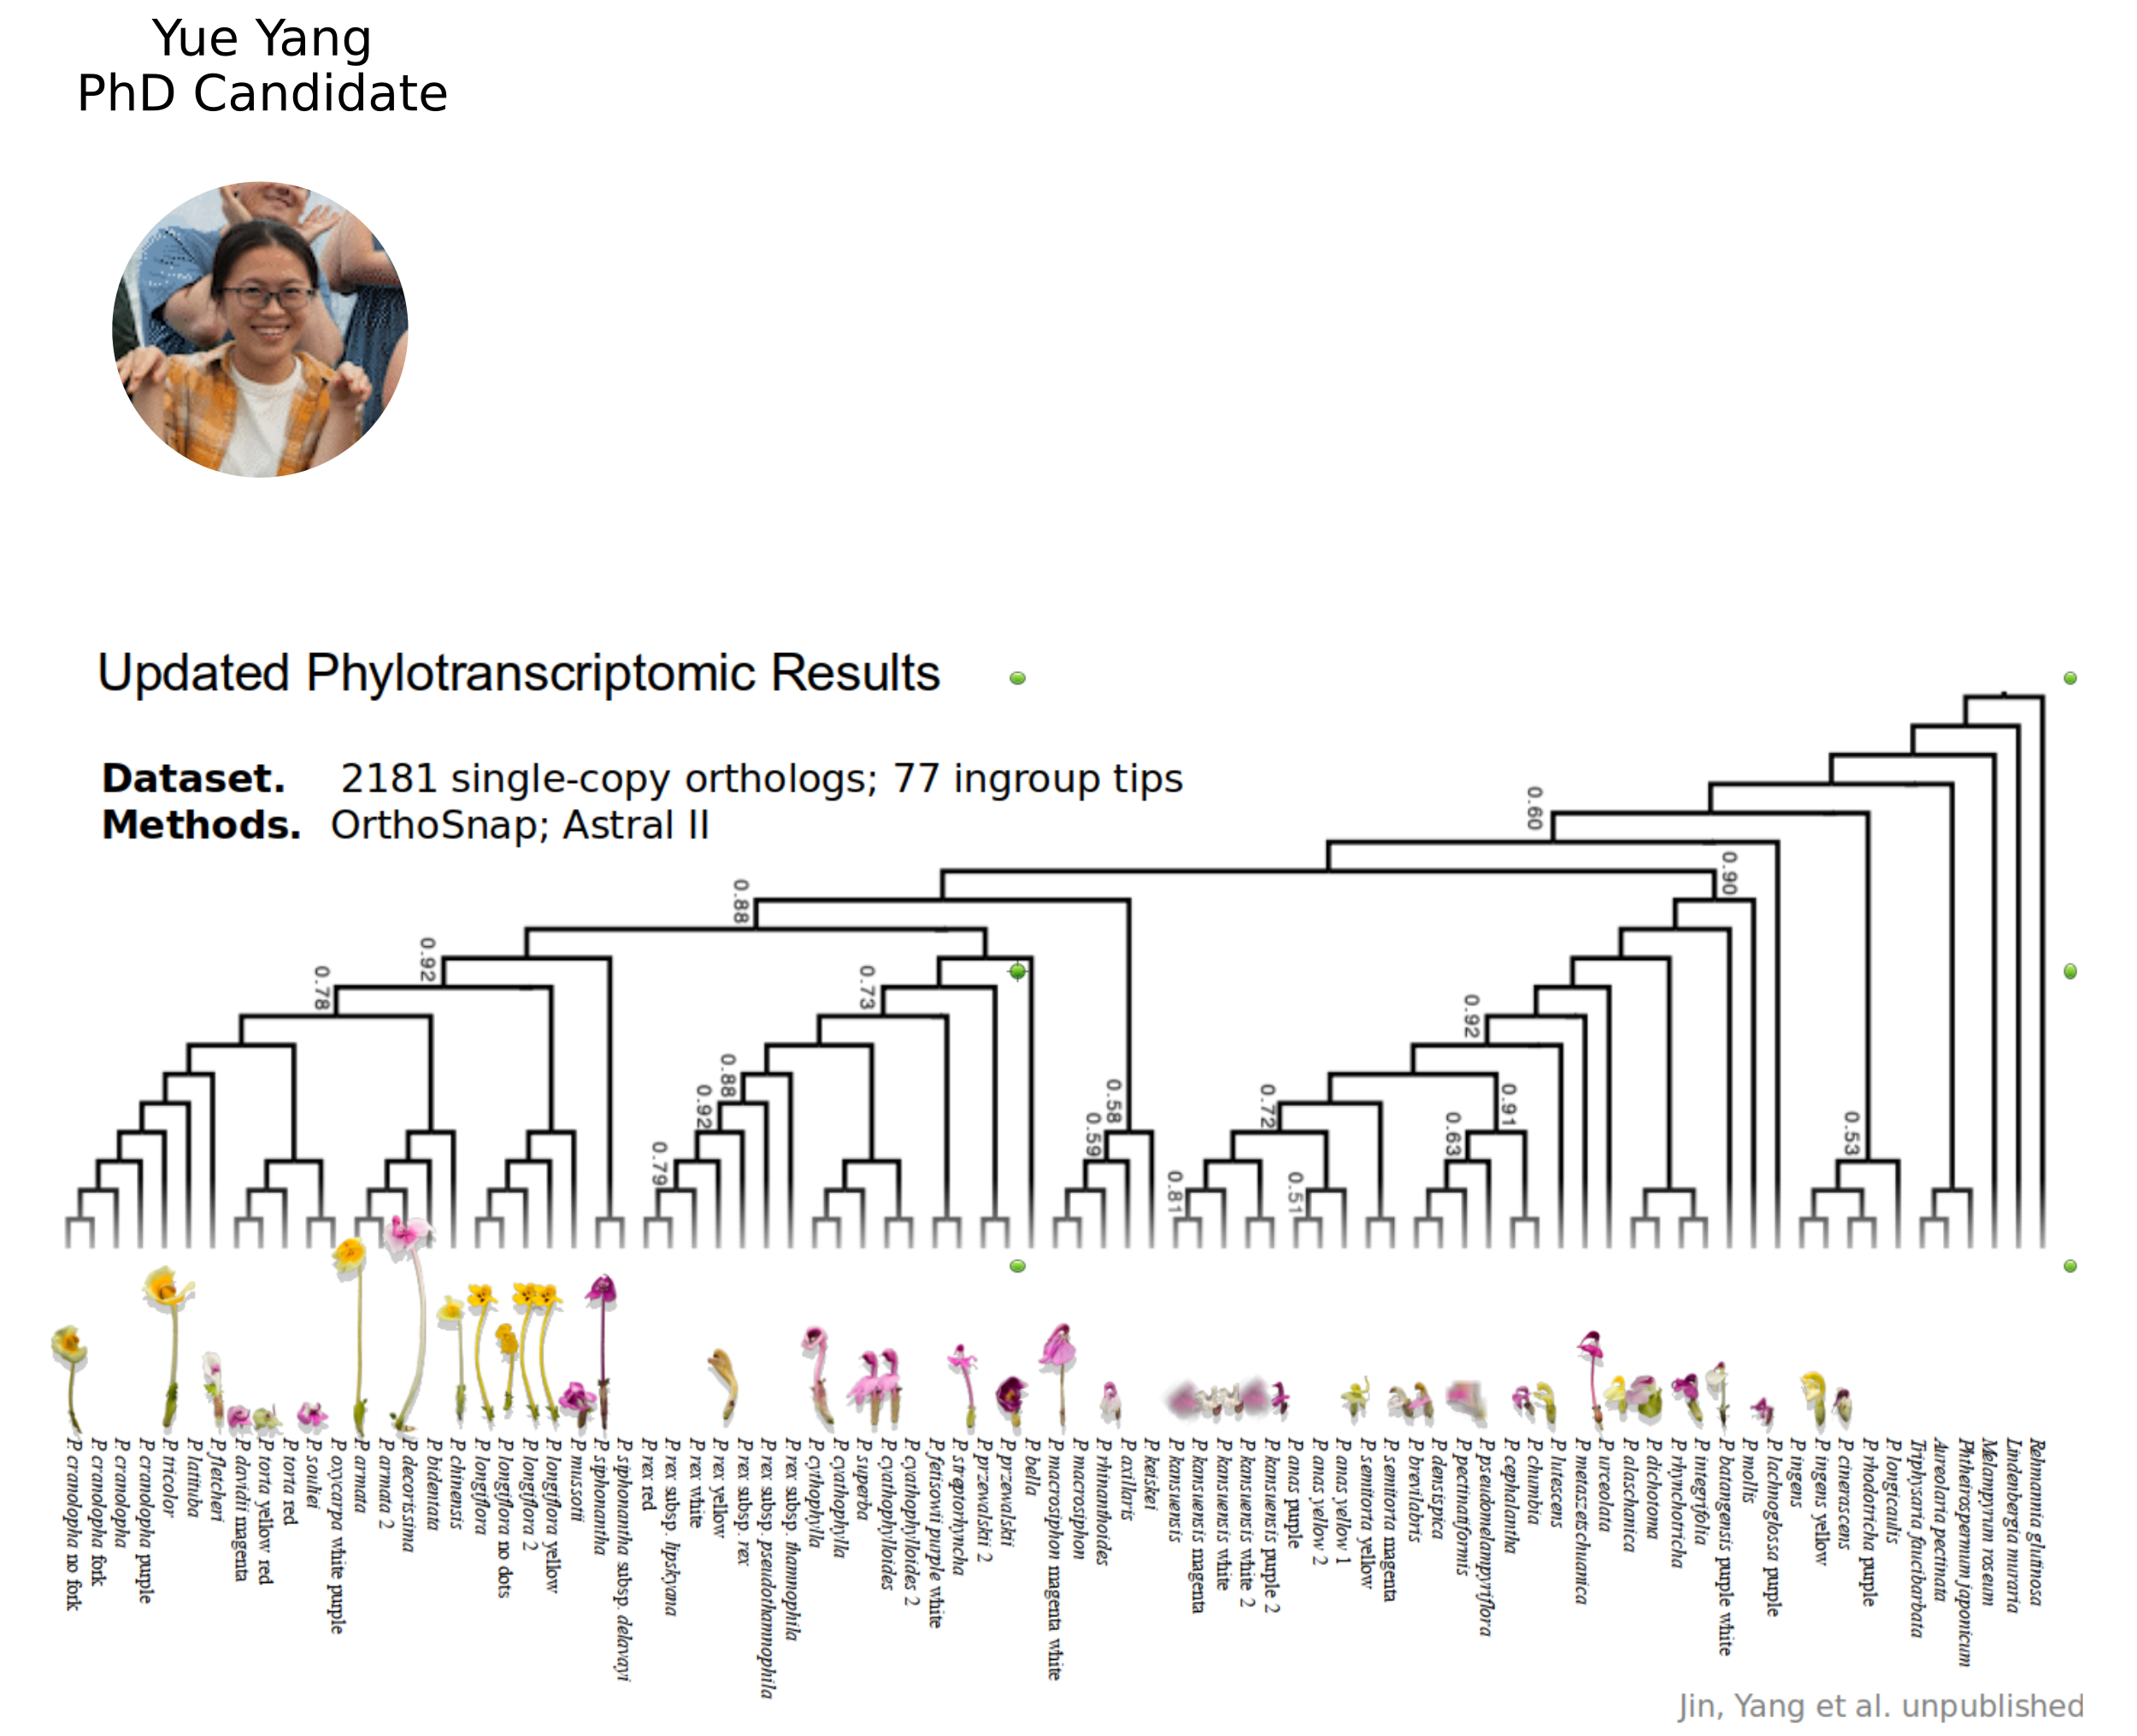 Yue Yang
PhD Candidate
Updated Phylotranscriptomic Results
Dataset. 2181 single-copy orthologs; 77 ingroup tips
Methods. OrthoSnap; Astral II
0.60
0.90
0.88
0.92
0.78
0.73
0.92
0.88
0.92
0.79
0.58
0.59
0.81
0.72
0.51
0.91
0.63
0.53
P. cranolopha no fork
P. cranolopha fork
P. cranolopha
P. cranolopha purple
P. tricolor
P. latituba
P. fletcheri
P. davidii magenta
P. torta yellow red
P. torta red
P. souliei
P. oxycarpa white purple
P. armata
P. armata 2
P. decorissima
P. bidentata
P. chinensis
P. longiflora
P. longiflora no dots
P. longiflora 2
P. longiflora yellow
P. mussotii
P. siphonantha
P. siphonantha subsp. delavayi
P. rex red
P. rex subsp. lipskyana
P. rex white
P. rex yellow
P. rex subsp. rex
P. rex subsp. pseudothamnophila
P. rex subsp. thamnophila
P. cythophylla
P. cyathophylla
P. superba
P. cyathophylloides
P. cyathophylloides 2
P. fetisowii purple white
P. streptorhyncha
P. przewalskii 2
P. przewalskii
P. bella
P. macrosiphon magenta white
P. macrosiphon
P. rhinanthoides
P. axillaris
P. keiskei
P. kansuensis
P. kansuensis magenta
P. kansuensis white
P. kansuensis white 2
P. kansuensis purple 2
P. anas purple
P. anas yellow 2
P. anas yellow 1
P. semitorta yellow
P. semitorta magenta
P. brevilabris
P. densispica
P. pectinatiformis
P. pseudomelampyriflora
P. cephalantha
P. chumbia
P. lutescens
P. metaszetschuanica
P. urceolata
P. alaschanica
P. dichotoma
P. rhynchotricha
P. integrifolia
P. batangensis purple white
P. mollis
P. lachnoglossa purple
P. ingens
P. ingens yellow
P. cinerascens
P. rhodotricha purple
P. longicaulis
Triphysaria faucibarbata
Aureolaria pectinata
Phtheirospermum japonicum
Melampyrum roseum
Lindenbergia muraria
Rehmannia glutinosa
Jin, Yang et al. unpublished